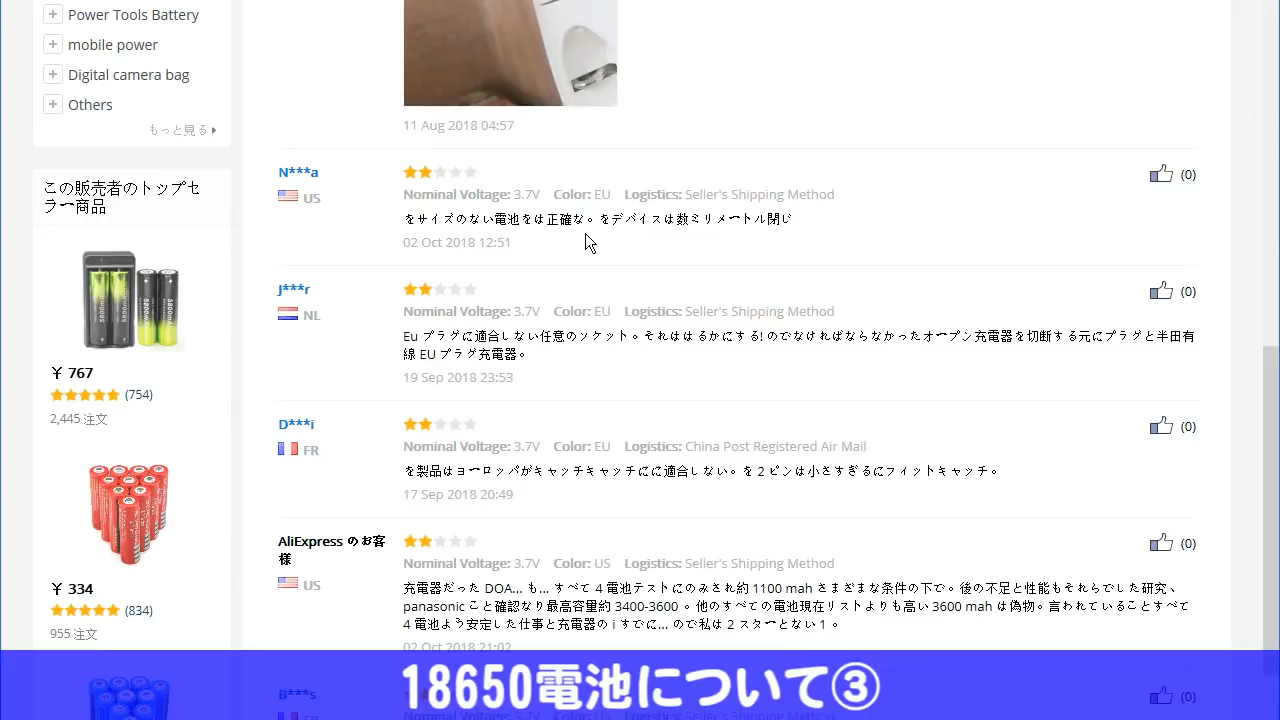 Power Tools Battery
mobile power
Digital camera bag
Others
もっと見る
この販売者のトップセ
ラー商品
¥ 767
(754)
2,445 注文
¥ 334
(834)
955 注文
11 Aug 2018 04:57
N***a
US
Nominal Voltage: 3.7V Color: EU Logistics: Seller's Shipping Method
をサイズのない電池をは正確な。をデバイスは数ミリメートル閉じ
02 Oct 2018 12:51
(0)
J***r
NL
Nominal Voltage: 3.7V Color: EU Logistics: Seller's Shipping Method
Eu プラグに適合しない任意のソケット。それははるかにする!のでなければならなかったオープン充電器を切断する元にプラグと半田有
線 EU プラグ充電器。
19 Sep 2018 23:53
(0)
D***i
FR
Nominal Voltage: 3.7V Color: EU Logistics: China Post Registered Air Mail
を製品はヨーロッパがキャッチキャッチにに適合しない。を 2 ピンは小さすぎるにフィットキャッチ。
17 Sep 2018 20:49
(0)
AliExpress のお客
様
US
Nominal Voltage: 3.7V Color: US Logistics: Seller's Shipping Method
充電器だった DOA... も... すべて 4 電池テストにのみされ約 1100 mah さまざまな条件の下で。後の不足と性能もそれらでした研究、
panasonic こと確認なり最高容量約 3400-3600 。他のすべての電池現在リストよりも高い 3600 mah は偽物。言われていることすべて
4 電池よう安定した仕事と充電器の i すでに... ので私は 2 スターとない 1 。
02 Oct 2018 21:02
(0)
B***s
(0)
18650電池について③